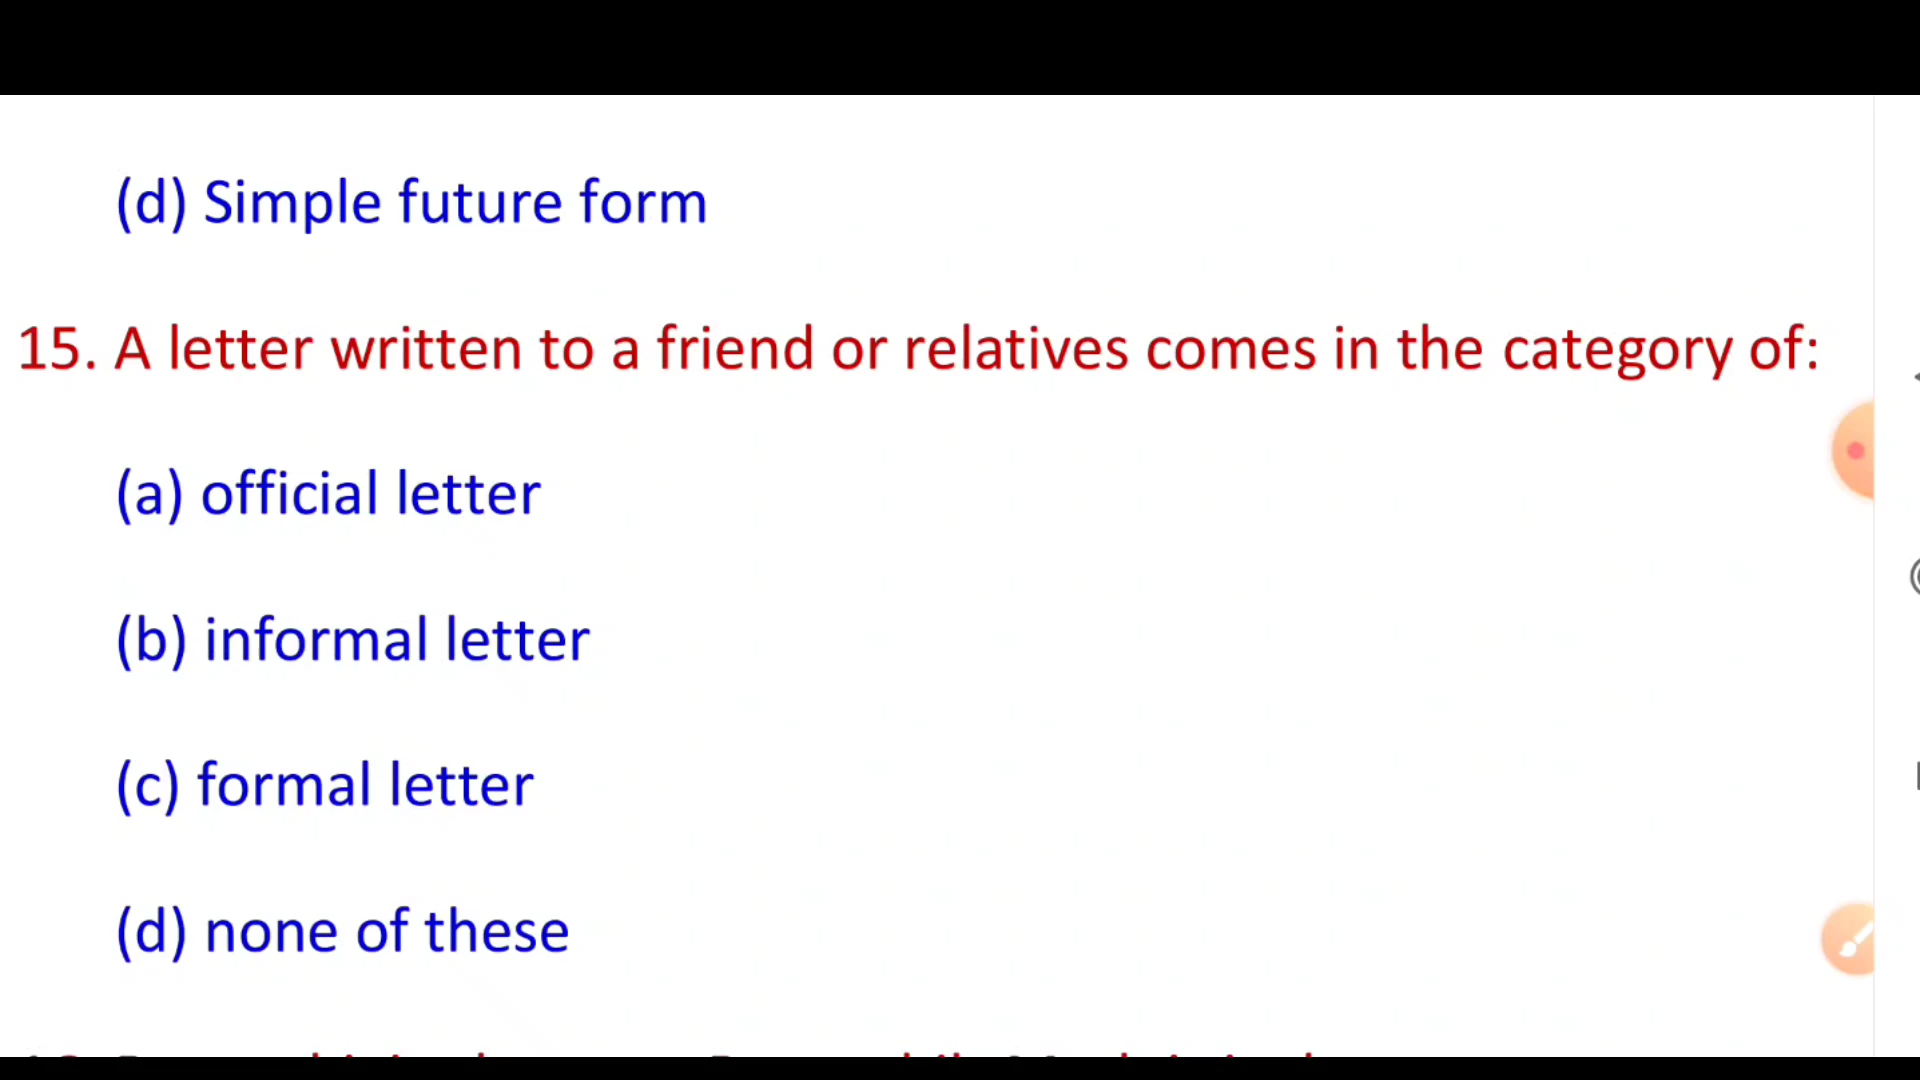 (d) Simple future form
15. A letter written to a friend or relatives comes in the category of:
(a) official letter
(b) informal letter
(c) formal letter
(d) none of these